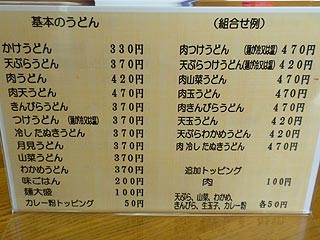 基本のうどん
かけうどん 330円
天ぷらうどん 370円
肉うどん 420円
肉天うどん 470円
きんぴらうどん 370円
つけうどん 370円
冷したぬきうどん 370円
月見うどん 370円
山菜うどん 370円
わかめうどん 370円
味ごはん 200円
麺大盛 100円
カレー粉トッピング 50円
(組合せ例)
肉つけうどん 470円
天ぷらつけうどん 420円
肉山菜うどん 470円
肉玉うどん 470円
肉きんぴらうどん 470円
天玉うどん 420円
天ぷらわかめうどん 420円
肉冷したぬきうどん 470円
追加トッピング
肉 100円
天ぷら、山菜、わかめ、
きんぴら、生玉子、カレー粉 各50円